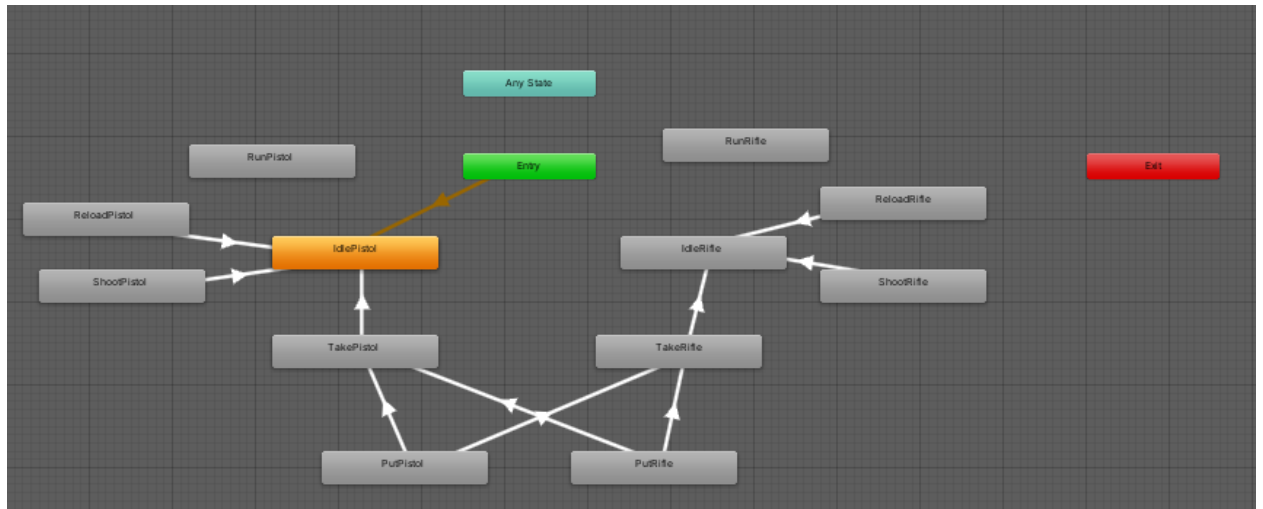 Any State
RunRifle
RunPistol
Entry
Exit
ReloadRifle
ReloadPistol
IdlePistol
IdleRifle
ShootPistol
ShootRifle
TakePistol
TakeRifle
PutPistol
PutRifle